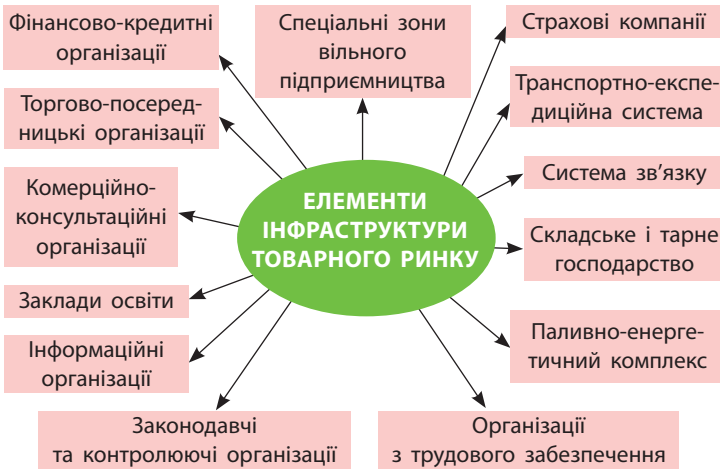 Фінансово-кредитні
організації
Спеціальні зони
вільного
підприємництва
Страхові компанії
Торгово-посеред-
ницькі організації
Транспортно-експе-
диційна система
Комерційно-
консультаційні
організації
ЕЛЕМЕНТИ
ІНФРАСТРУКТУРИ
ТОВАРНОГО РИНКУ
Система зв'язку
Складське і тарне
господарство
Заклади освіти
Інформаційні
організації
Паливно-енерге-
тичний комплекс
Законодавчі
та контролюючі організації
Організації
з трудового забезпечення